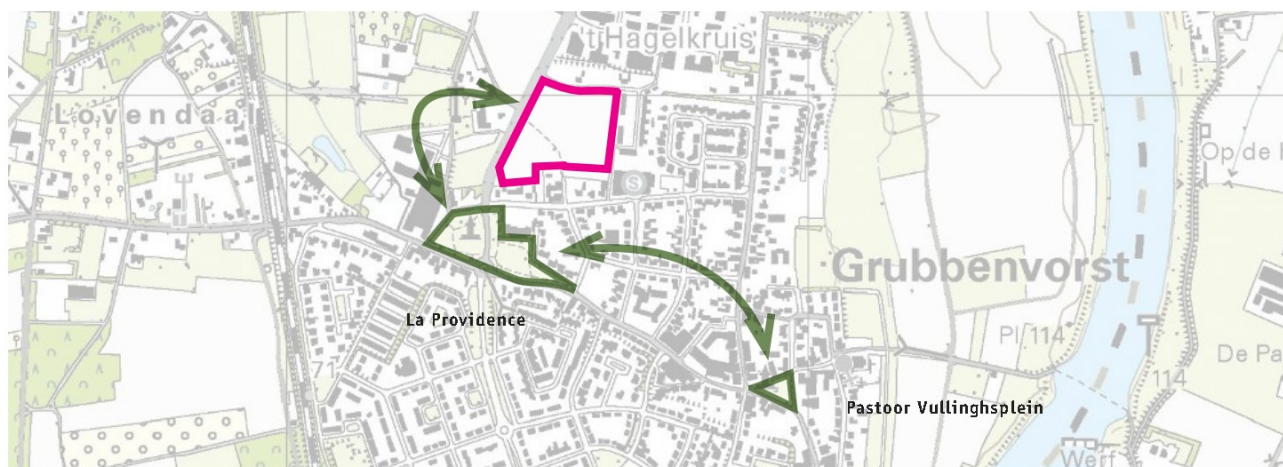 't Hagelkruis
Lovendaal
Op de H
S
Grubbenvorst
La Providence
Pl 114
71
De Pa
114
Pastoor Vullinghsplein
Werf